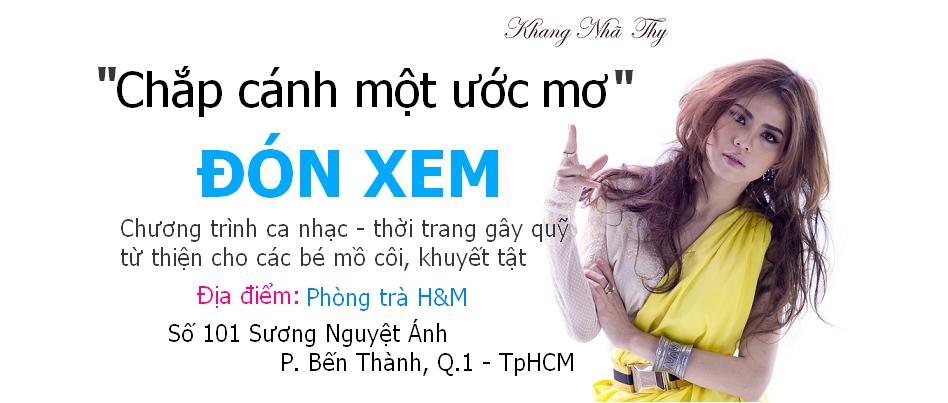 Khang Nhã Thy
"Chắp cánh một ước mơ"
ĐÓN XEM
Chương trình ca nhạc - thời trang gây quỹ
từ thiện cho các bé mồ côi, khuyết tật
Địa điểm: Phòng trà H&M
Số 101 Sương Nguyệt Ánh
P. Bến Thành, Q.1 - TpHCM